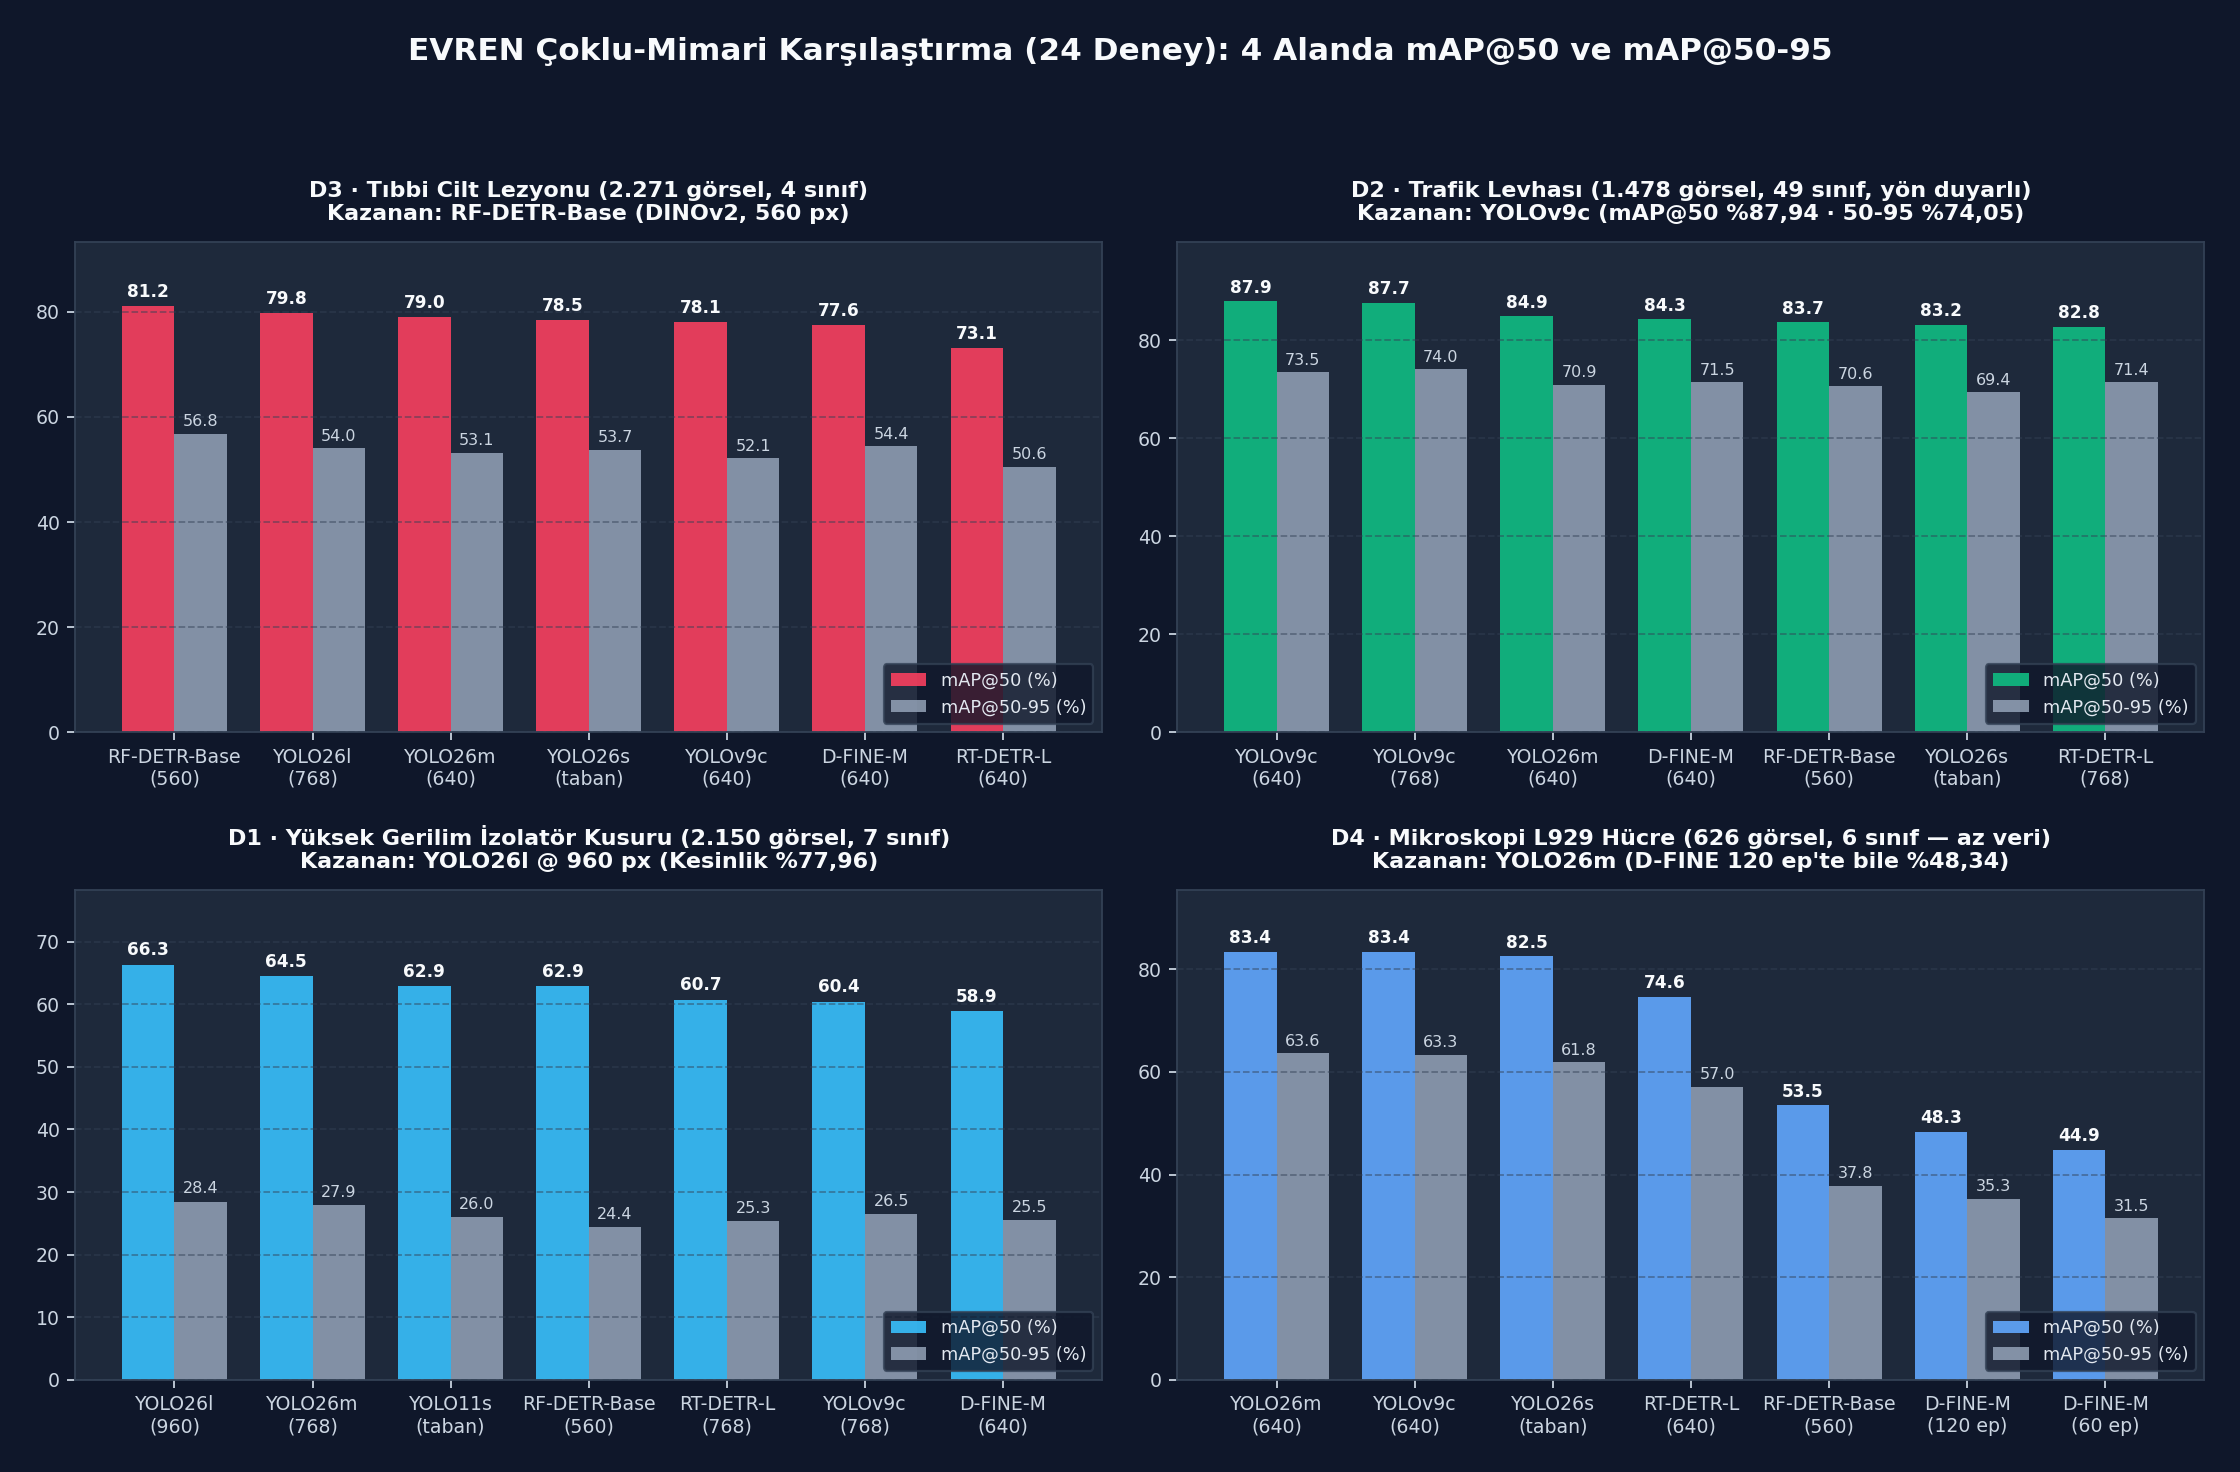 EVREN Çoklu-Mimari Karşılaştırma (24 Deney): 4 Alanda mAP@50 ve mAP@50-95
D3 · Tıbbi Cilt Lezyonu (2.271 görsel, 4 sınıf)
Kazanan: RF-DETR-Base (DINOv2, 560 px)
81.2
79.8
79.0
78.5
78.1
77.6
73.1
56.8
54.0
53.1
53.7
52.1
54.4
50.6
80
60
40
20
0
mAP@50 (%)
mAP@50-95 (%)
RF-DETR-Base
(560)
YOLO26l
(768)
YOLO26m
(640)
YOLO26s
(taban)
YOLOv9c
(640)
D-FINE-M
(640)
RT-DETR-L
(640)
D2 · Trafik Levhası (1.478 görsel, 49 sınıf, yön duyarlı)
Kazanan: YOLOv9c (mAP@50 %87,94 · 50-95 %74,05)
87.9
87.7
84.9
84.3
83.7
83.2
82.8
73.5
74.0
70.9
71.5
70.6
69.4
71.4
80
60
40
20
0
mAP@50 (%)
mAP@50-95 (%)
YOLOv9c
(640)
YOLOv9c
(768)
YOLO26m
(640)
D-FINE-M
(640)
RF-DETR-Base
(560)
YOLO26s
(taban)
RT-DETR-L
(768)
D1 · Yüksek Gerilim İzolatör Kusuru (2.150 görsel, 7 sınıf)
Kazanan: YOLO26l @ 960 px (Kesinlik %77,96)
66.3
64.5
62.9
62.9
60.7
60.4
58.9
28.4
27.9
26.0
24.4
25.3
26.5
25.5
70
60
50
40
30
20
10
0
mAP@50 (%)
mAP@50-95 (%)
YOLO26l
(960)
YOLO26m
(768)
YOLO11s
(taban)
RF-DETR-Base
(560)
RT-DETR-L
(768)
YOLOv9c
(768)
D-FINE-M
(640)
D4 · Mikroskopi L929 Hücre (626 görsel, 6 sınıf — az veri)
Kazanan: YOLO26m (D-FINE 120 ep'te bile %48,34)
83.4
83.4
82.5
74.6
53.5
48.3
44.9
63.6
63.3
61.8
57.0
37.8
35.3
31.5
80
60
40
20
0
mAP@50 (%)
mAP@50-95 (%)
YOLO26m
(640)
YOLOv9c
(640)
YOLO26s
(taban)
RT-DETR-L
(640)
RF-DETR-Base
(560)
D-FINE-M
(120 ep)
D-FINE-M
(60 ep)